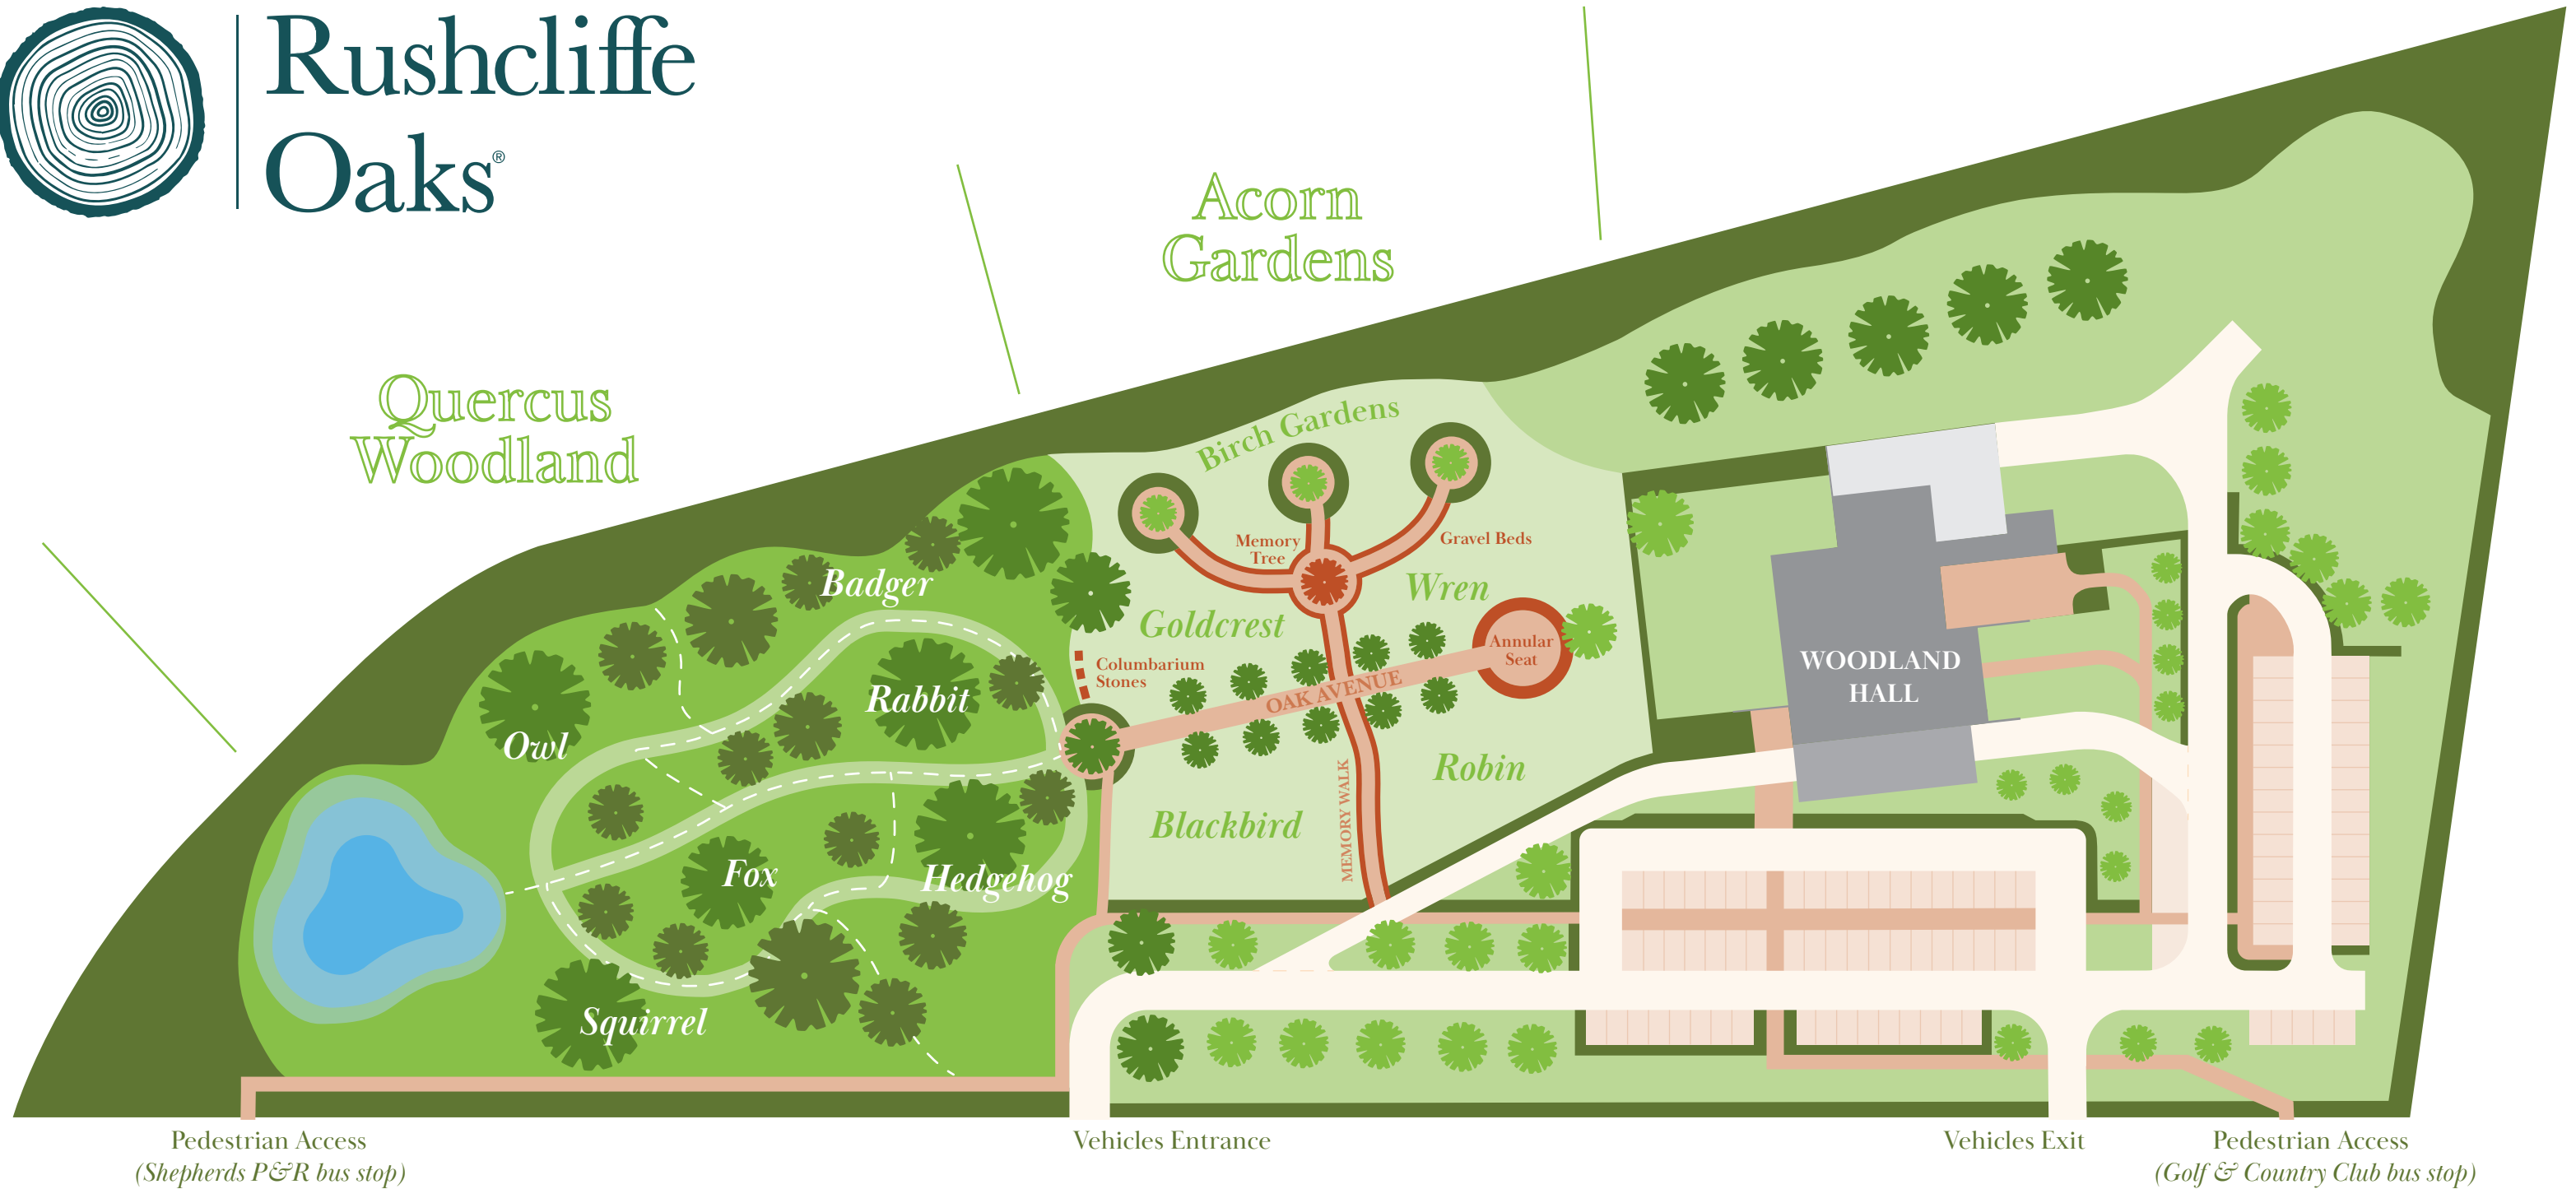 Rushcliffe
Oaks®
Acorn
Gardens
Quercus
Woodland
Birch Gardens
Memory
Tree
Gravel Beds
Badger
Wren
Goldcrest
Annular
Seat
Columbarium
Stones
WOODLAND
HALL
Rabbit
OAK AVENUE
Owl
Robin
MEMORY WALK
Blackbird
Fox
Hedgehog
Squirrel
Pedestrian Access
(Shepherds P&R bus stop)
Vehicles Entrance
Vehicles Exit
Pedestrian Access
(Golf & Country Club bus stop)